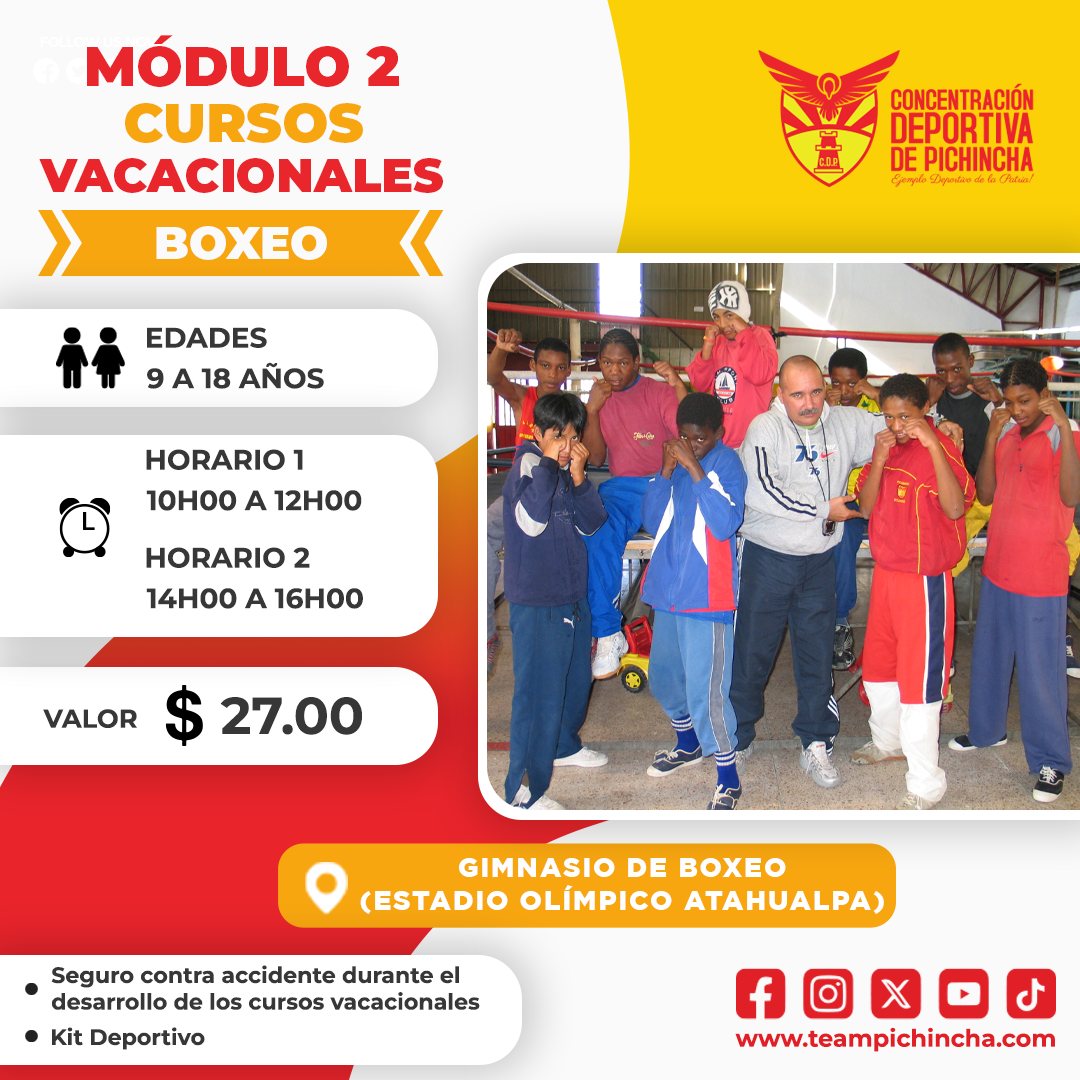 MÓDULO 2
CURSOS
VACACIONALES
BOXEO
CONCENTRACIÓN
DEPORTIVA
DE PICHINCHA
Ejemplo Deportivo de la Patria!
C.D.P.
EDADES
9 A 18 AÑOS
HORARIO 1
10H00 A 12H00
HORARIO 2
14H00 A 16H00
VALOR $ 27.00
76
76
GIMNASIO DE BOXEO
(ESTADIO OLÍMPICO ATAHUALPA)
• Seguro contra accidente durante el
desarrollo de los cursos vacacionales
• Kit Deportivo
www.teampichincha.com